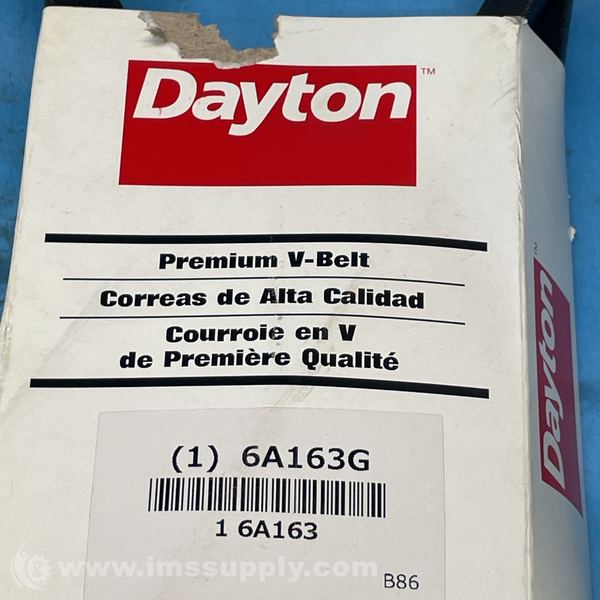 Dayton™
Premium V-Belt
Correas de Alta Calidad
Courroie en V
de Première Qualité
(1) 6A163G
1 6A163
B86
Dayton™
www.imssupply.com